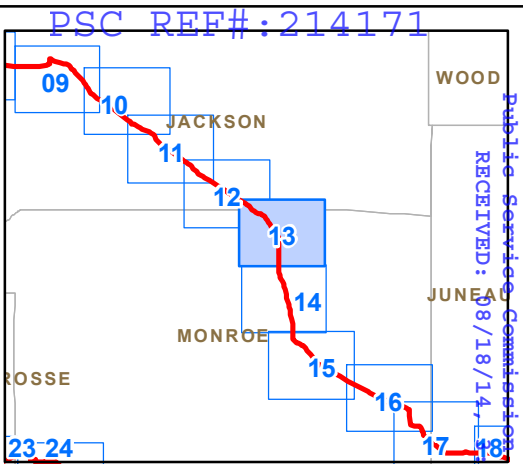 PSC REF#:214171
Public Service Commission
RECEIVED: 08/18/14,
WOOD
09
10
JACKSON
11
12
13
14
JUNEAU
MONROE
15
ROSSE
16
17
18
23 24